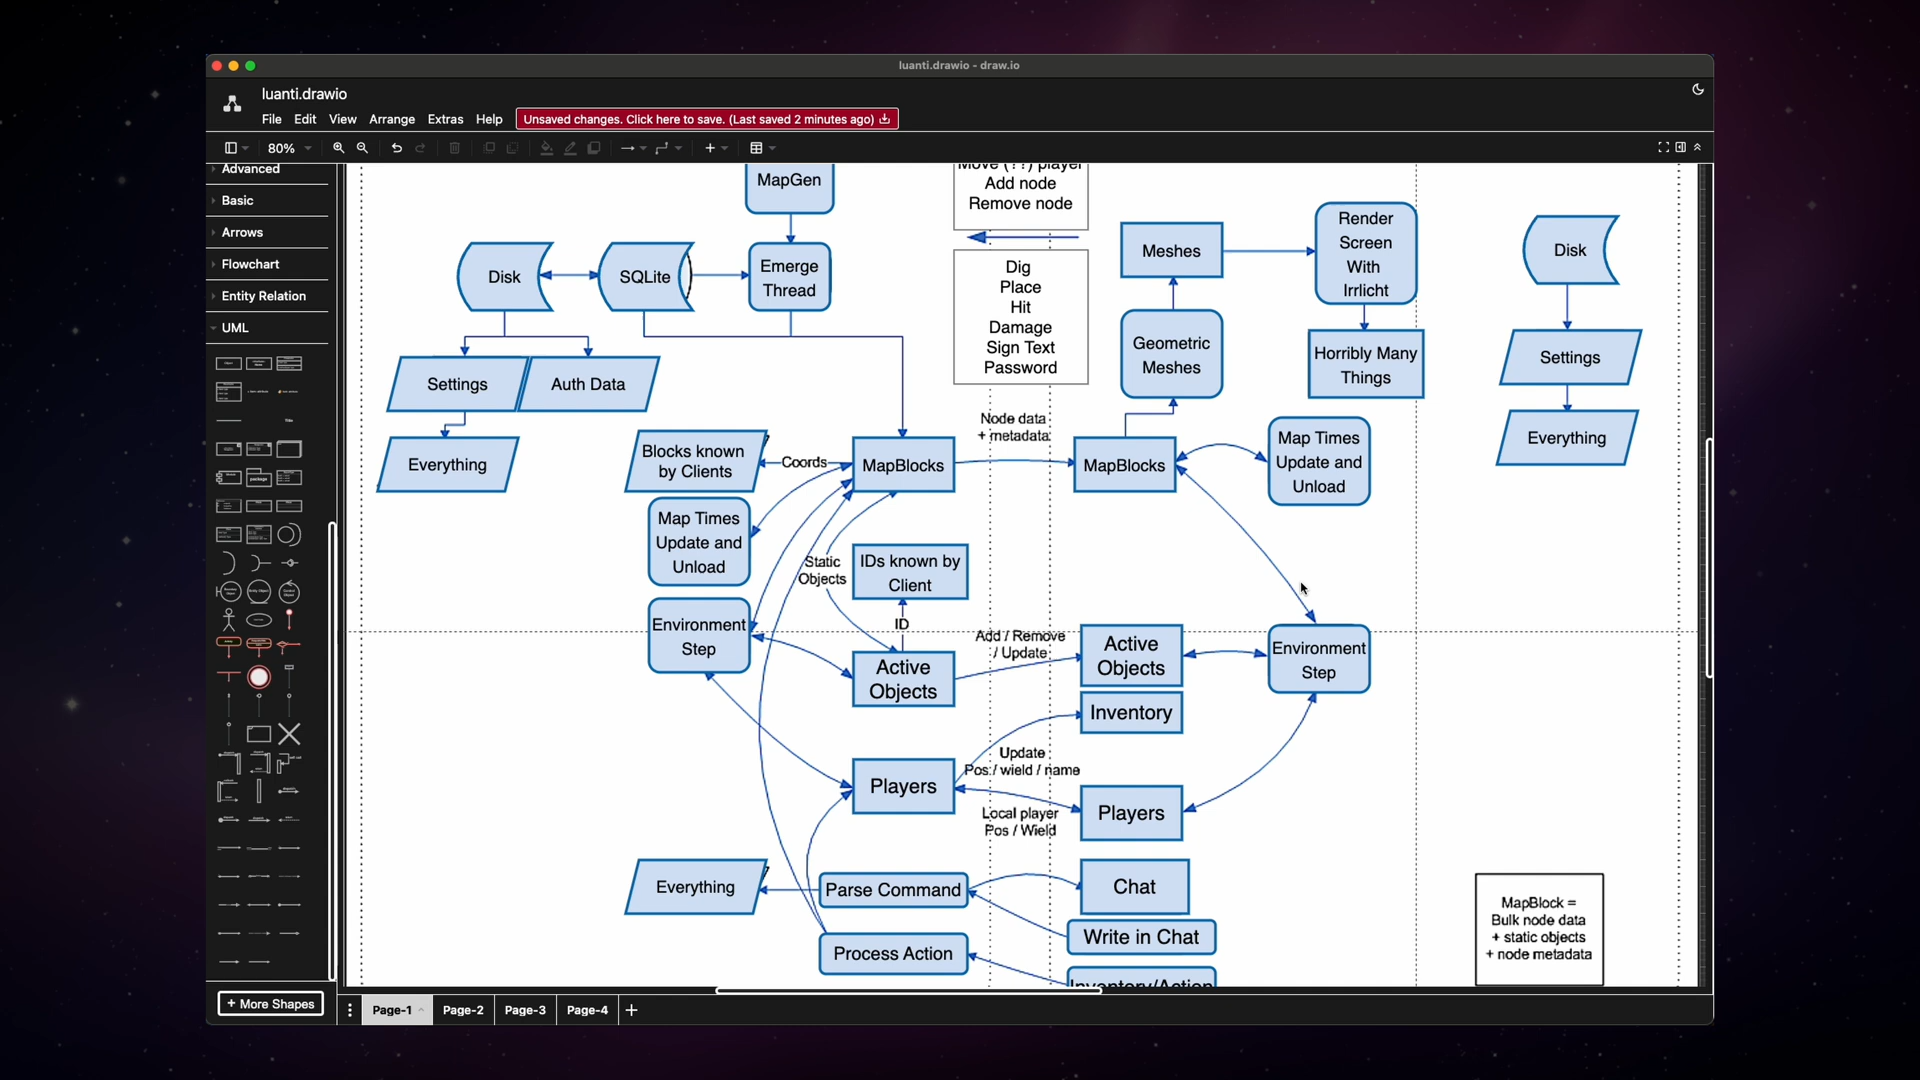 luanti.drawio - draw.io
luanti.drawio
File Edit View Arrange Extras Help
Unsaved changes. Click here to save. (Last saved 2 minutes ago)
80%
Advanced
Basic
Arrows
Flowchart
Entity Relation
UML
+ More Shapes
Page-1
Page-2
Page-3
Page-4
MapGen
Move (??) player
Add node
Remove node
Disk
SQLite
Emerge
Thread
Dig
Place
Hit
Damage
Sign Text
Password
Meshes
Render
Screen
With
Irrlicht
Disk
Settings
Auth Data
Geometric
Meshes
Horribly Many
Things
Settings
Everything
Blocks known
by Clients
Coords
MapBlocks
Node data
+ metadata
MapBlocks
Map Times
Update and
Unload
Everything
Map Times
Update and
Unload
Static
Objects
IDs known by
Client
ID
Environment
Step
Active
Objects
Add / Remove
/ Update
Active
Objects
Environment
Step
Inventory
Players
Update
Pos / wield / name
Local player
Pos / Wield
Players
Everything
Parse Command
Chat
Write in Chat
Process Action
Inventory/Action
MapBlock =
Bulk node data
+ static objects
+ node metadata